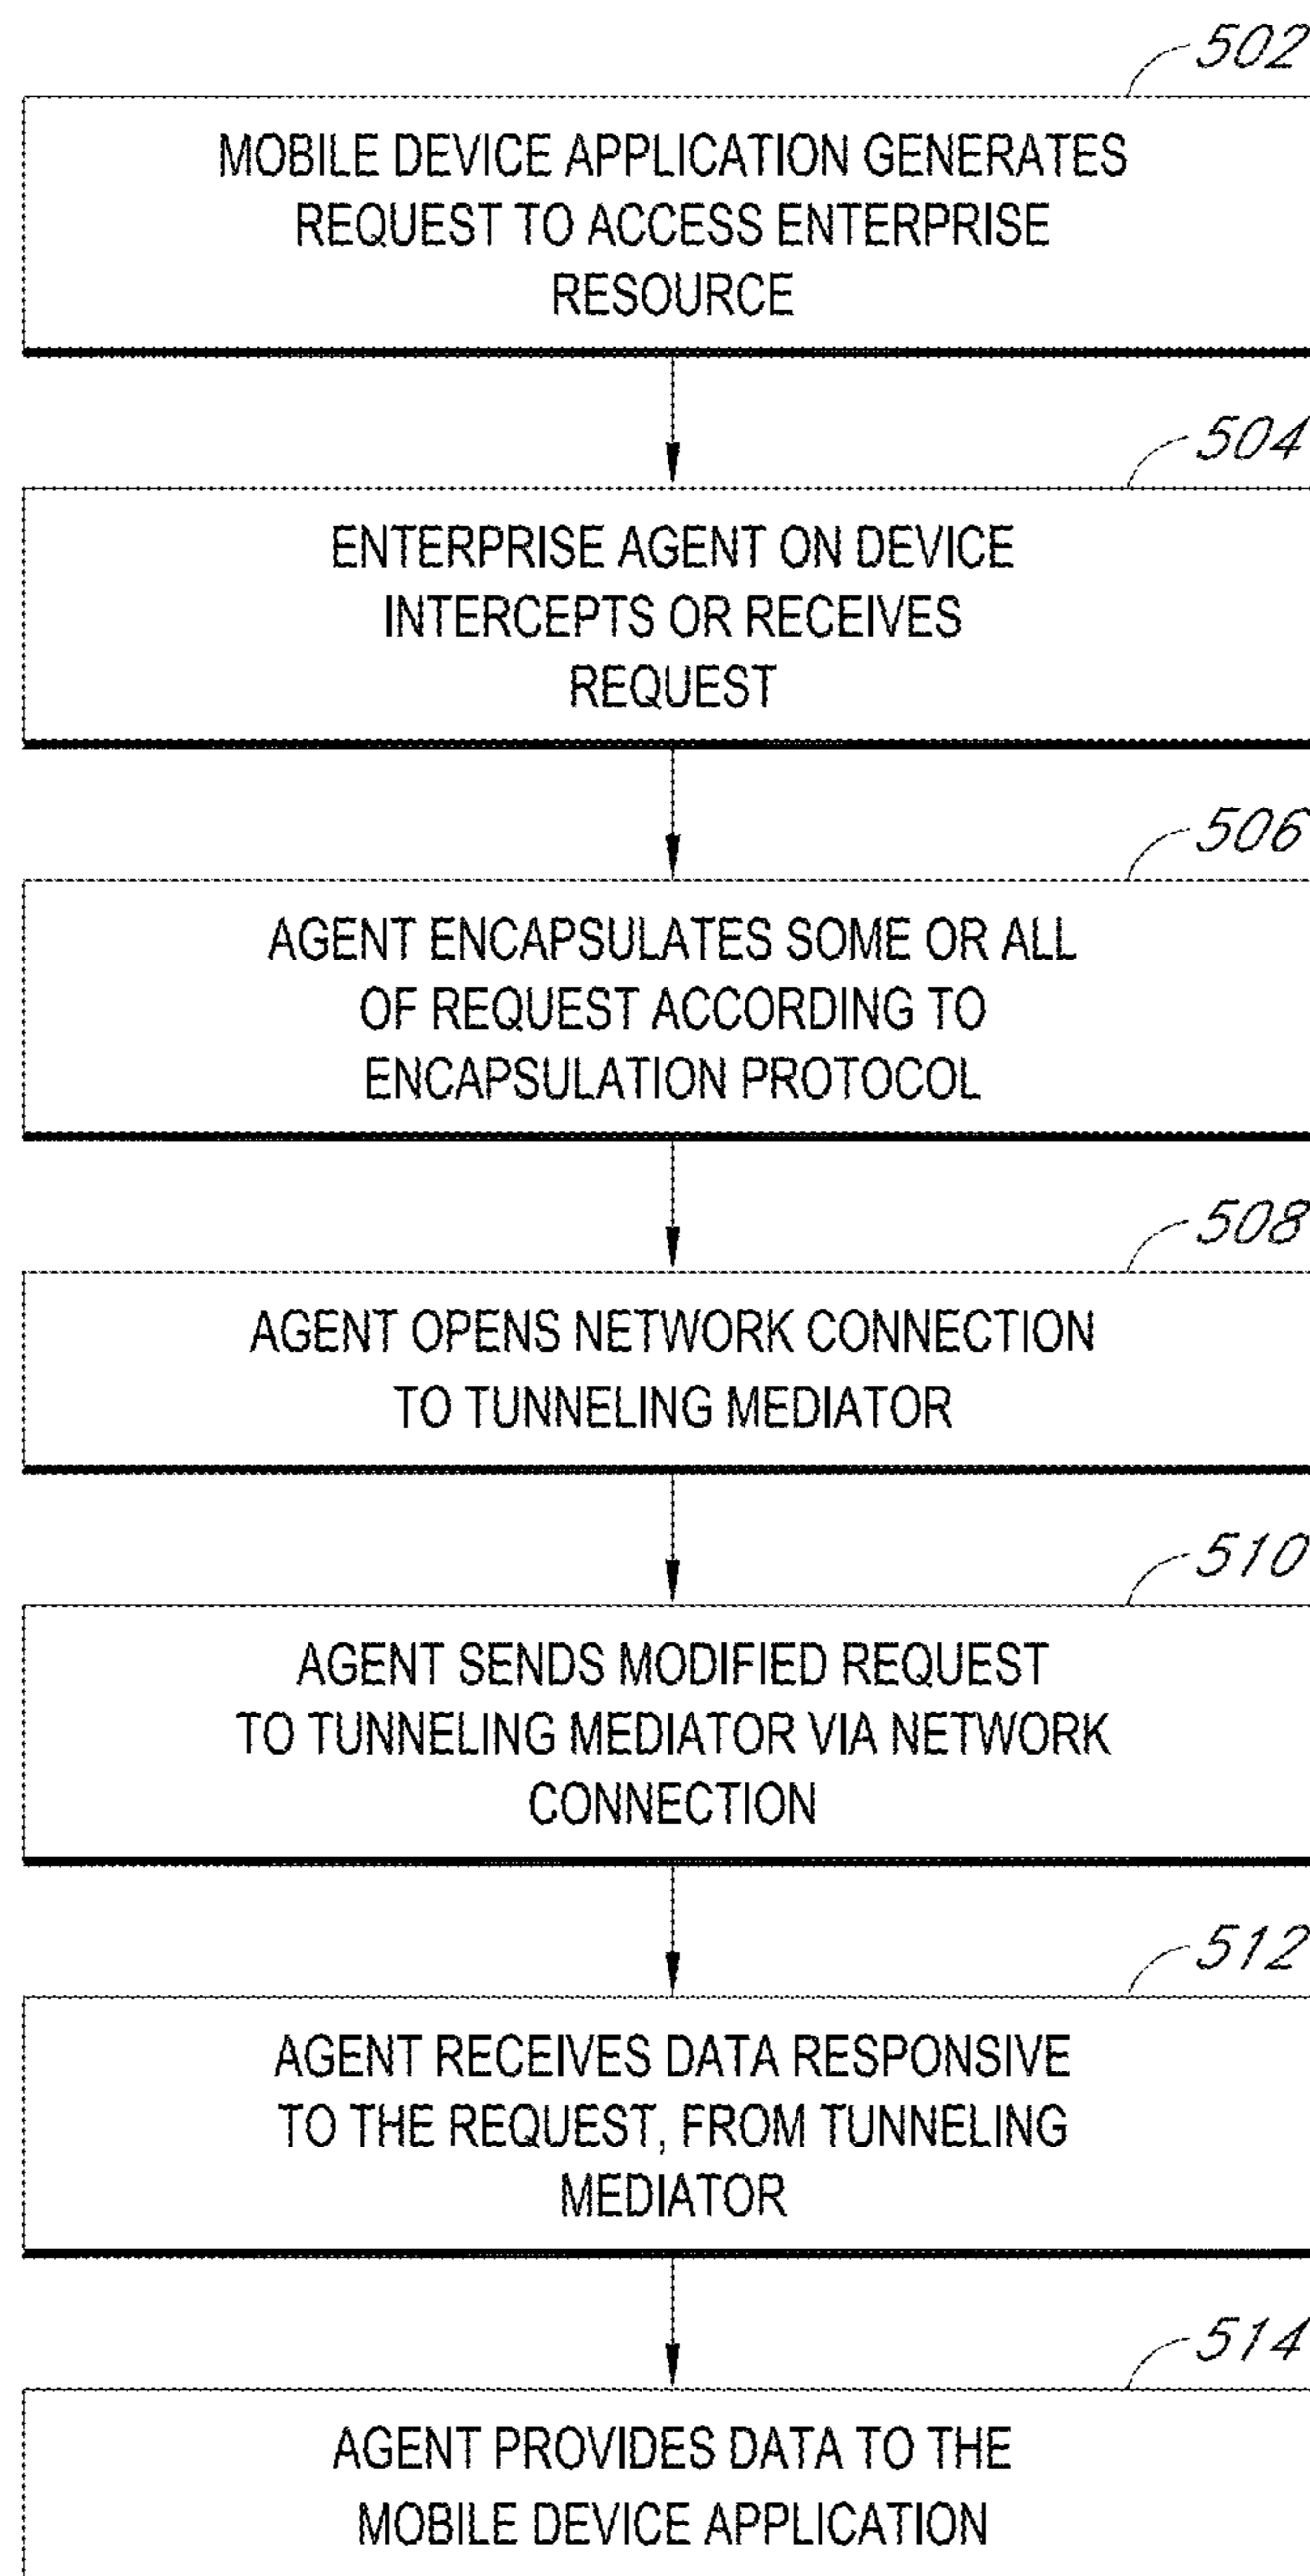 502
MOBILE DEVICE APPLICATION GENERATES
REQUEST TO ACCESS ENTERPRISE
RESOURCE
504
ENTERPRISE AGENT ON DEVICE
INTERCEPTS OR RECEIVES
REQUEST
506
AGENT ENCAPSULATES SOME OR ALL
OF REQUEST ACCORDING TO
ENCAPSULATION PROTOCOL
508
AGENT OPENS NETWORK CONNECTION
TO TUNNELING MEDIATOR
510
AGENT SENDS MODIFIED REQUEST
TO TUNNELING MEDIATOR VIA NETWORK
CONNECTION
512
AGENT RECEIVES DATA RESPONSIVE
TO THE REQUEST, FROM TUNNELING
MEDIATOR
514
AGENT PROVIDES DATA TO THE
MOBILE DEVICE APPLICATION